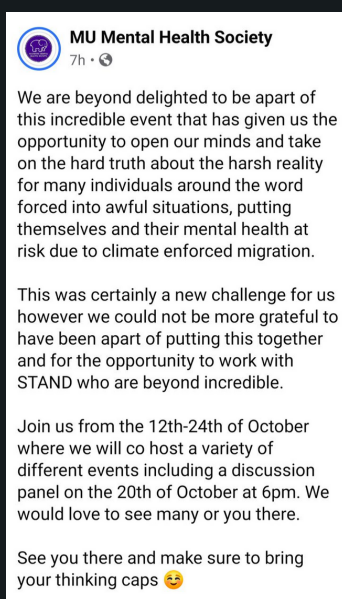 MU Mental Health Society
7h •
We are beyond delighted to be apart of
this incredible event that has given us the
opportunity to open our minds and take
on the hard truth about the harsh reality
for many individuals around the word
forced into awful situations, putting
themselves and their mental health at
risk due to climate enforced migration.
This was certainly a new challenge for us
however we could not be more grateful to
have been apart of putting this together
and for the opportunity to work with
STAND who are beyond incredible.
Join us from the 12th-24th of October
where we will co host a variety of
different events including a discussion
panel on the 20th of October at 6pm. We
would love to see many or you there.
See you there and make sure to bring
your thinking caps 😊